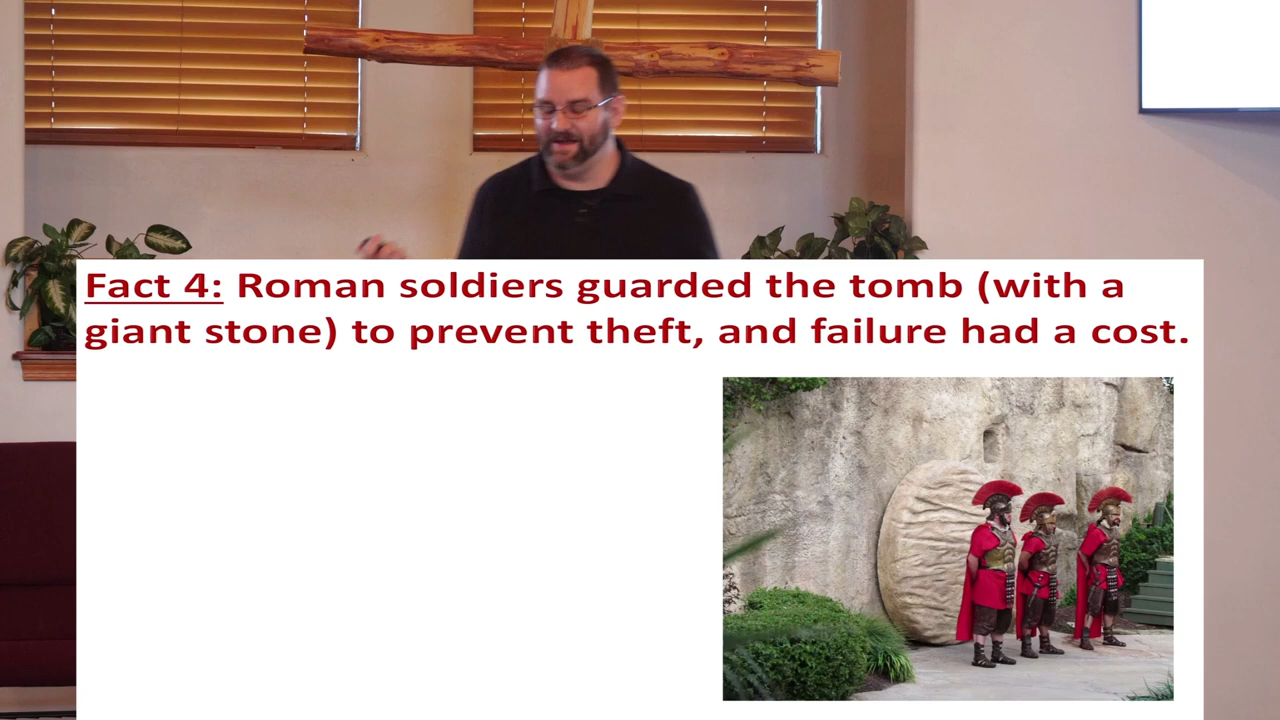 Fact 4: Roman soldiers guarded the tomb (with a
giant stone) to prevent theft, and failure had a cost.